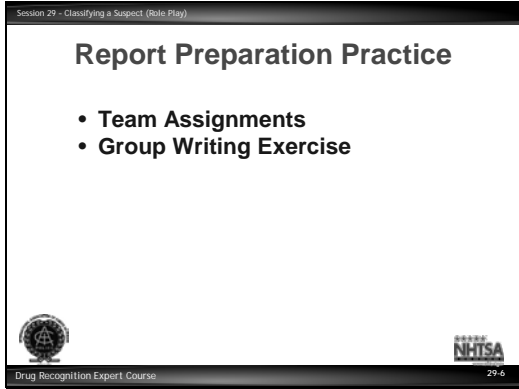 Session 29 - Classifying a Suspect (Role Play)
Report Preparation Practice
• Team Assignments
• Group Writing Exercise
NHTSA
Drug Recognition Expert Course
29-6